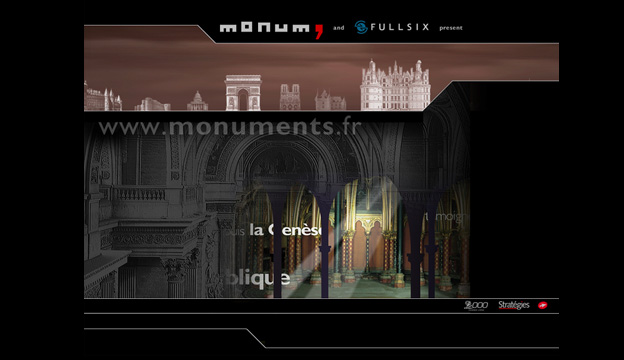 monum, and FULLSIX present
www.monuments.fr
la Genèse
blique
Stratégies